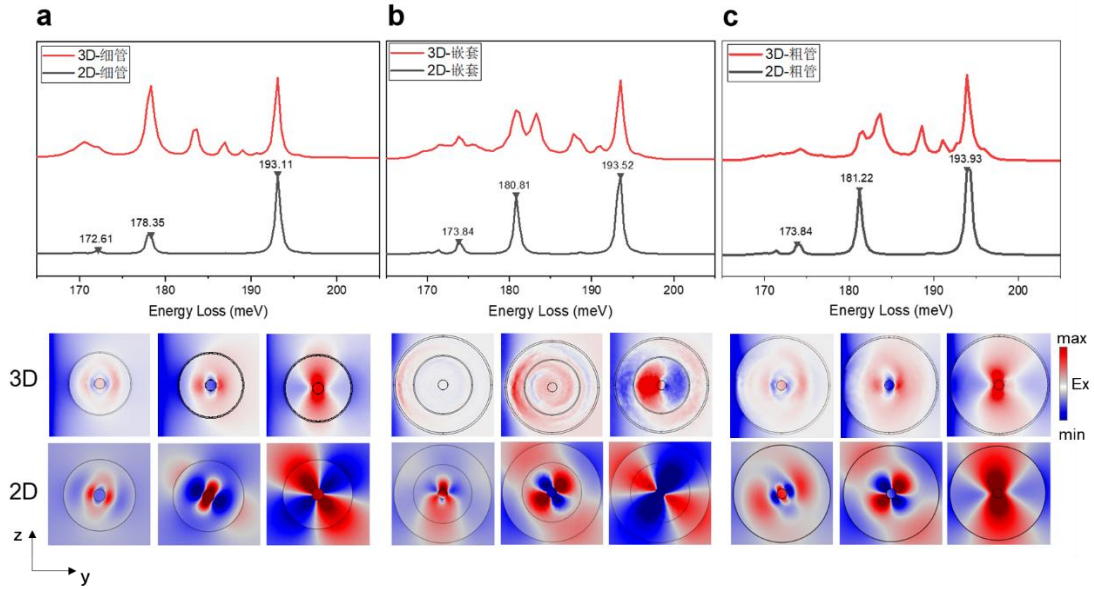 a
3D-细管
2D-细管
172.61
178.35
193.11
170
180
190
200
Energy Loss (meV)
b
3D-嵌套
2D-嵌套
173.84
180.81
193.52
170
180
190
200
Energy Loss (meV)
c
3D-粗管
2D-粗管
173.84
181.22
193.93
170
180
190
200
Energy Loss (meV)
3D
max
Ex
min
2D
z
y